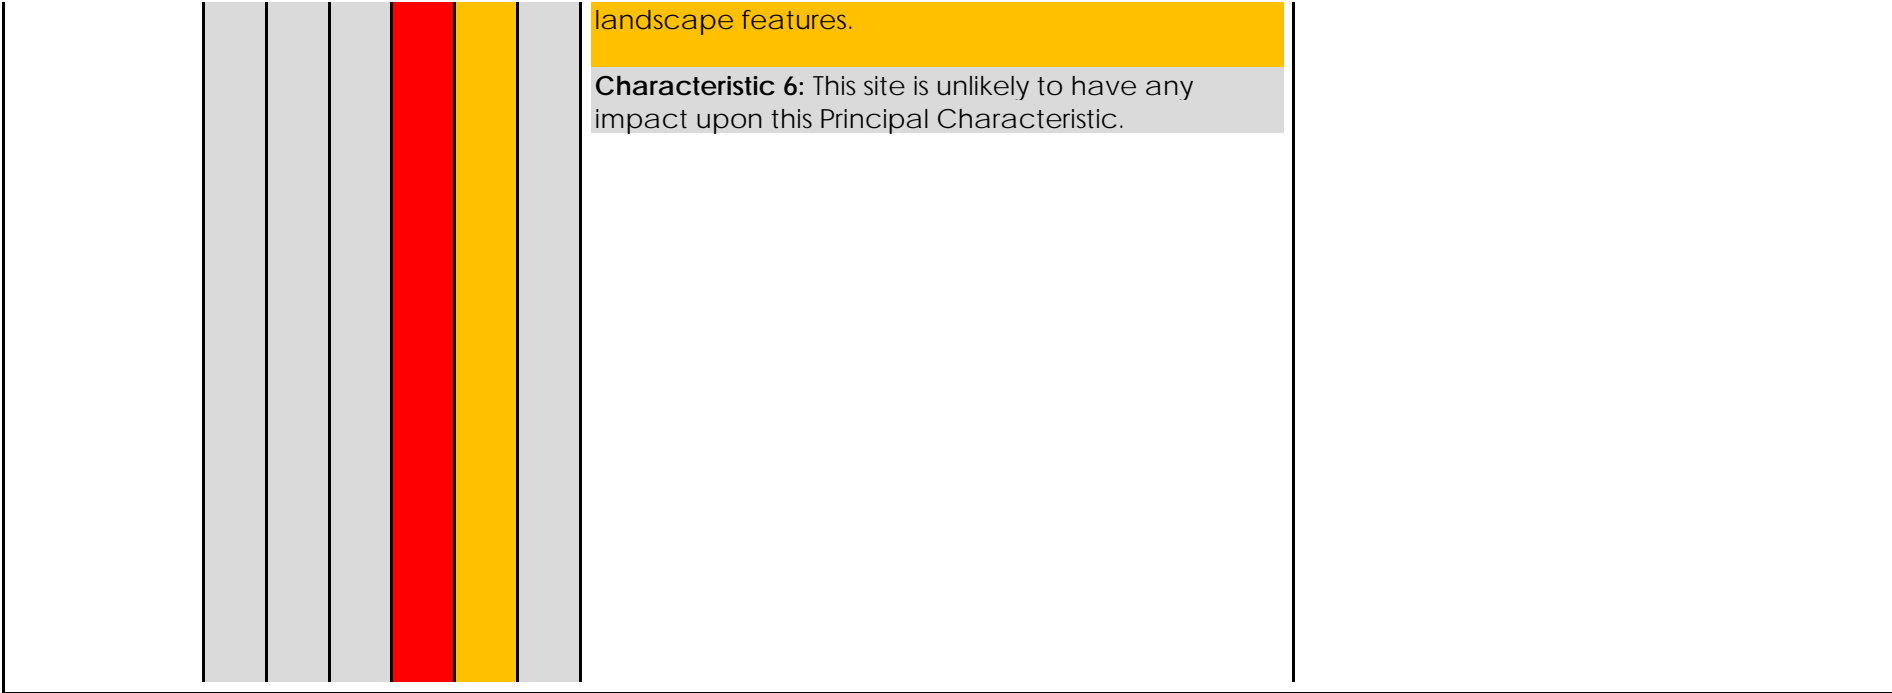 landscape features.
Characteristic 6: This site is unlikely to have any
impact upon this Principal Characteristic.